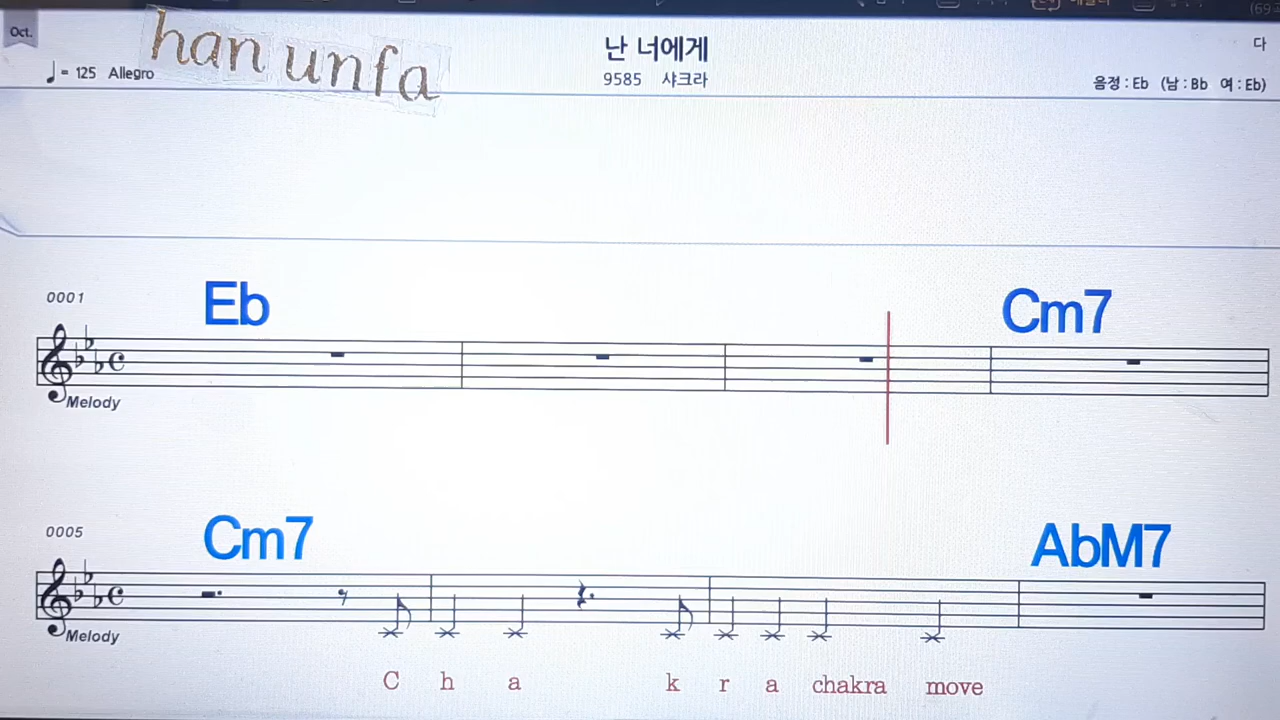 Oct.
han unfa
난 너에게
다
♩= 125 Allegro
9585 샤크라
음정 : Eb (남 : Bb 여 : Eb)
0001
Eb
Cm7
Melody
0005
Cm7
AbM7
Melody
C h a k r a chakra move